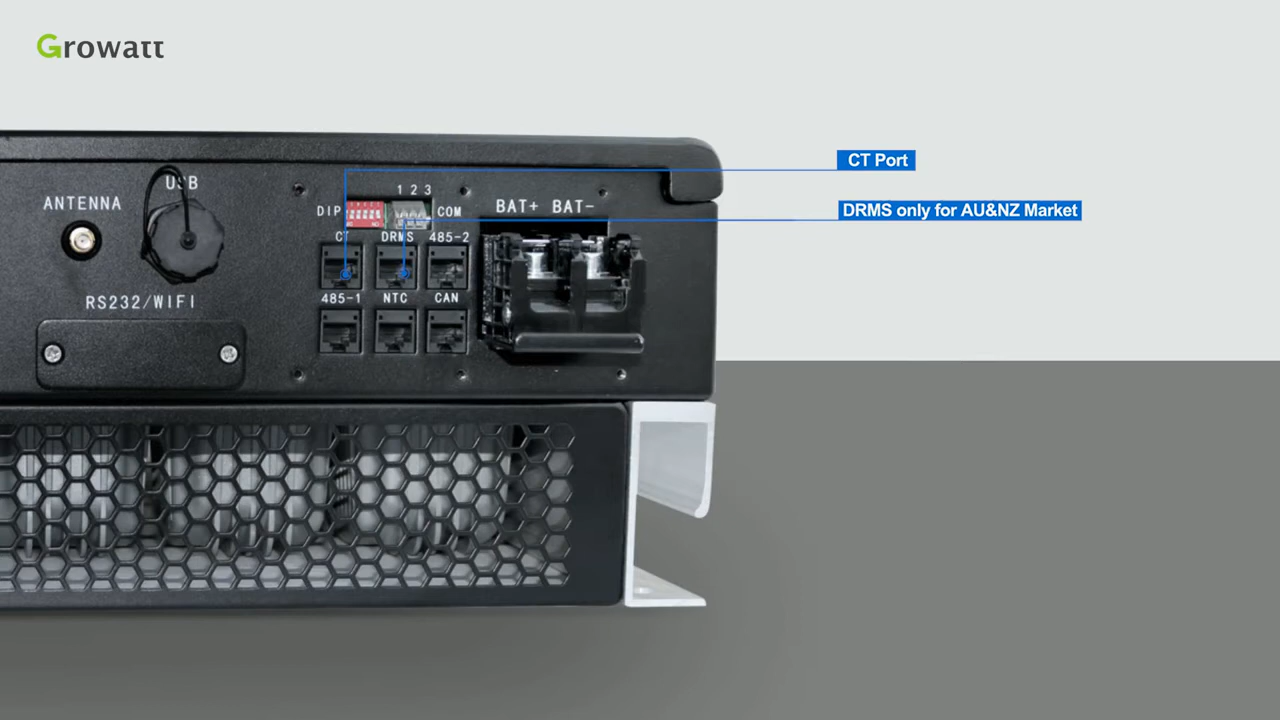 Growatt
CT Port
USB
1 2 3
ANTENNA
DIP
COM
BAT+ BAT-
DRMS only for AU&NZ Market
CT
DRMS
485-2
RS232/WIFI
485-1
NTC
CAN